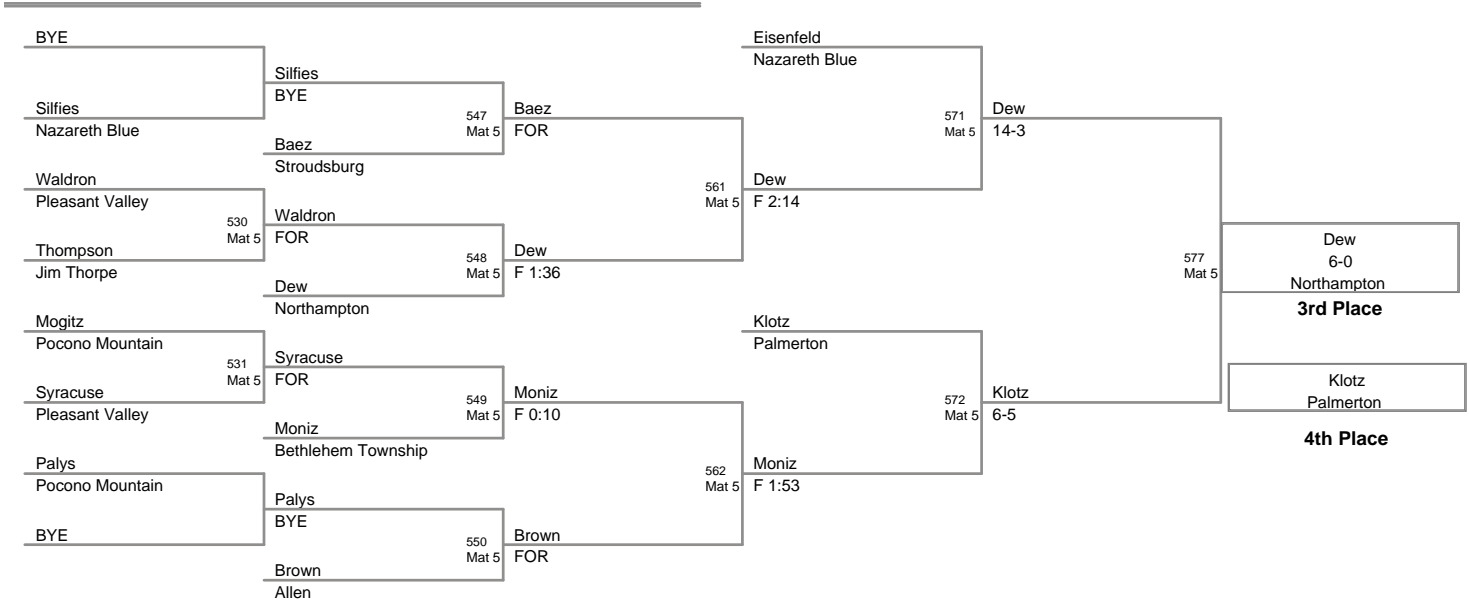 BYE
Silfies
Nazareth Blue
Waldron
Pleasant Valley
Thompson
Jim Thorpe
Mogitz
Pocono Mountain
Syracuse
Pleasant Valley
Palys
Pocono Mountain
BYE
Silfies
BYE
Baez
Stroudsburg
530
Mat 5
Waldron
FOR
Dew
Northampton
531
Mat 5
Syracuse
FOR
Moniz
Bethlehem Township
Palys
BYE
Brown
Allen
547
Mat 5
Baez
FOR
548
Mat 5
Dew
F 1:36
549
Mat 5
Moniz
F 0:10
550
Mat 5
Brown
FOR
Eisenfeld
Nazareth Blue
561
Mat 5
Dew
F 2:14
Klotz
Palmerton
562
Mat 5
Moniz
F 1:53
571
Mat 5
Dew
14-3
572
Mat 5
Klotz
6-5
577
Mat 5
Dew
6-0
Northampton
3rd Place
Klotz
Palmerton
4th Place